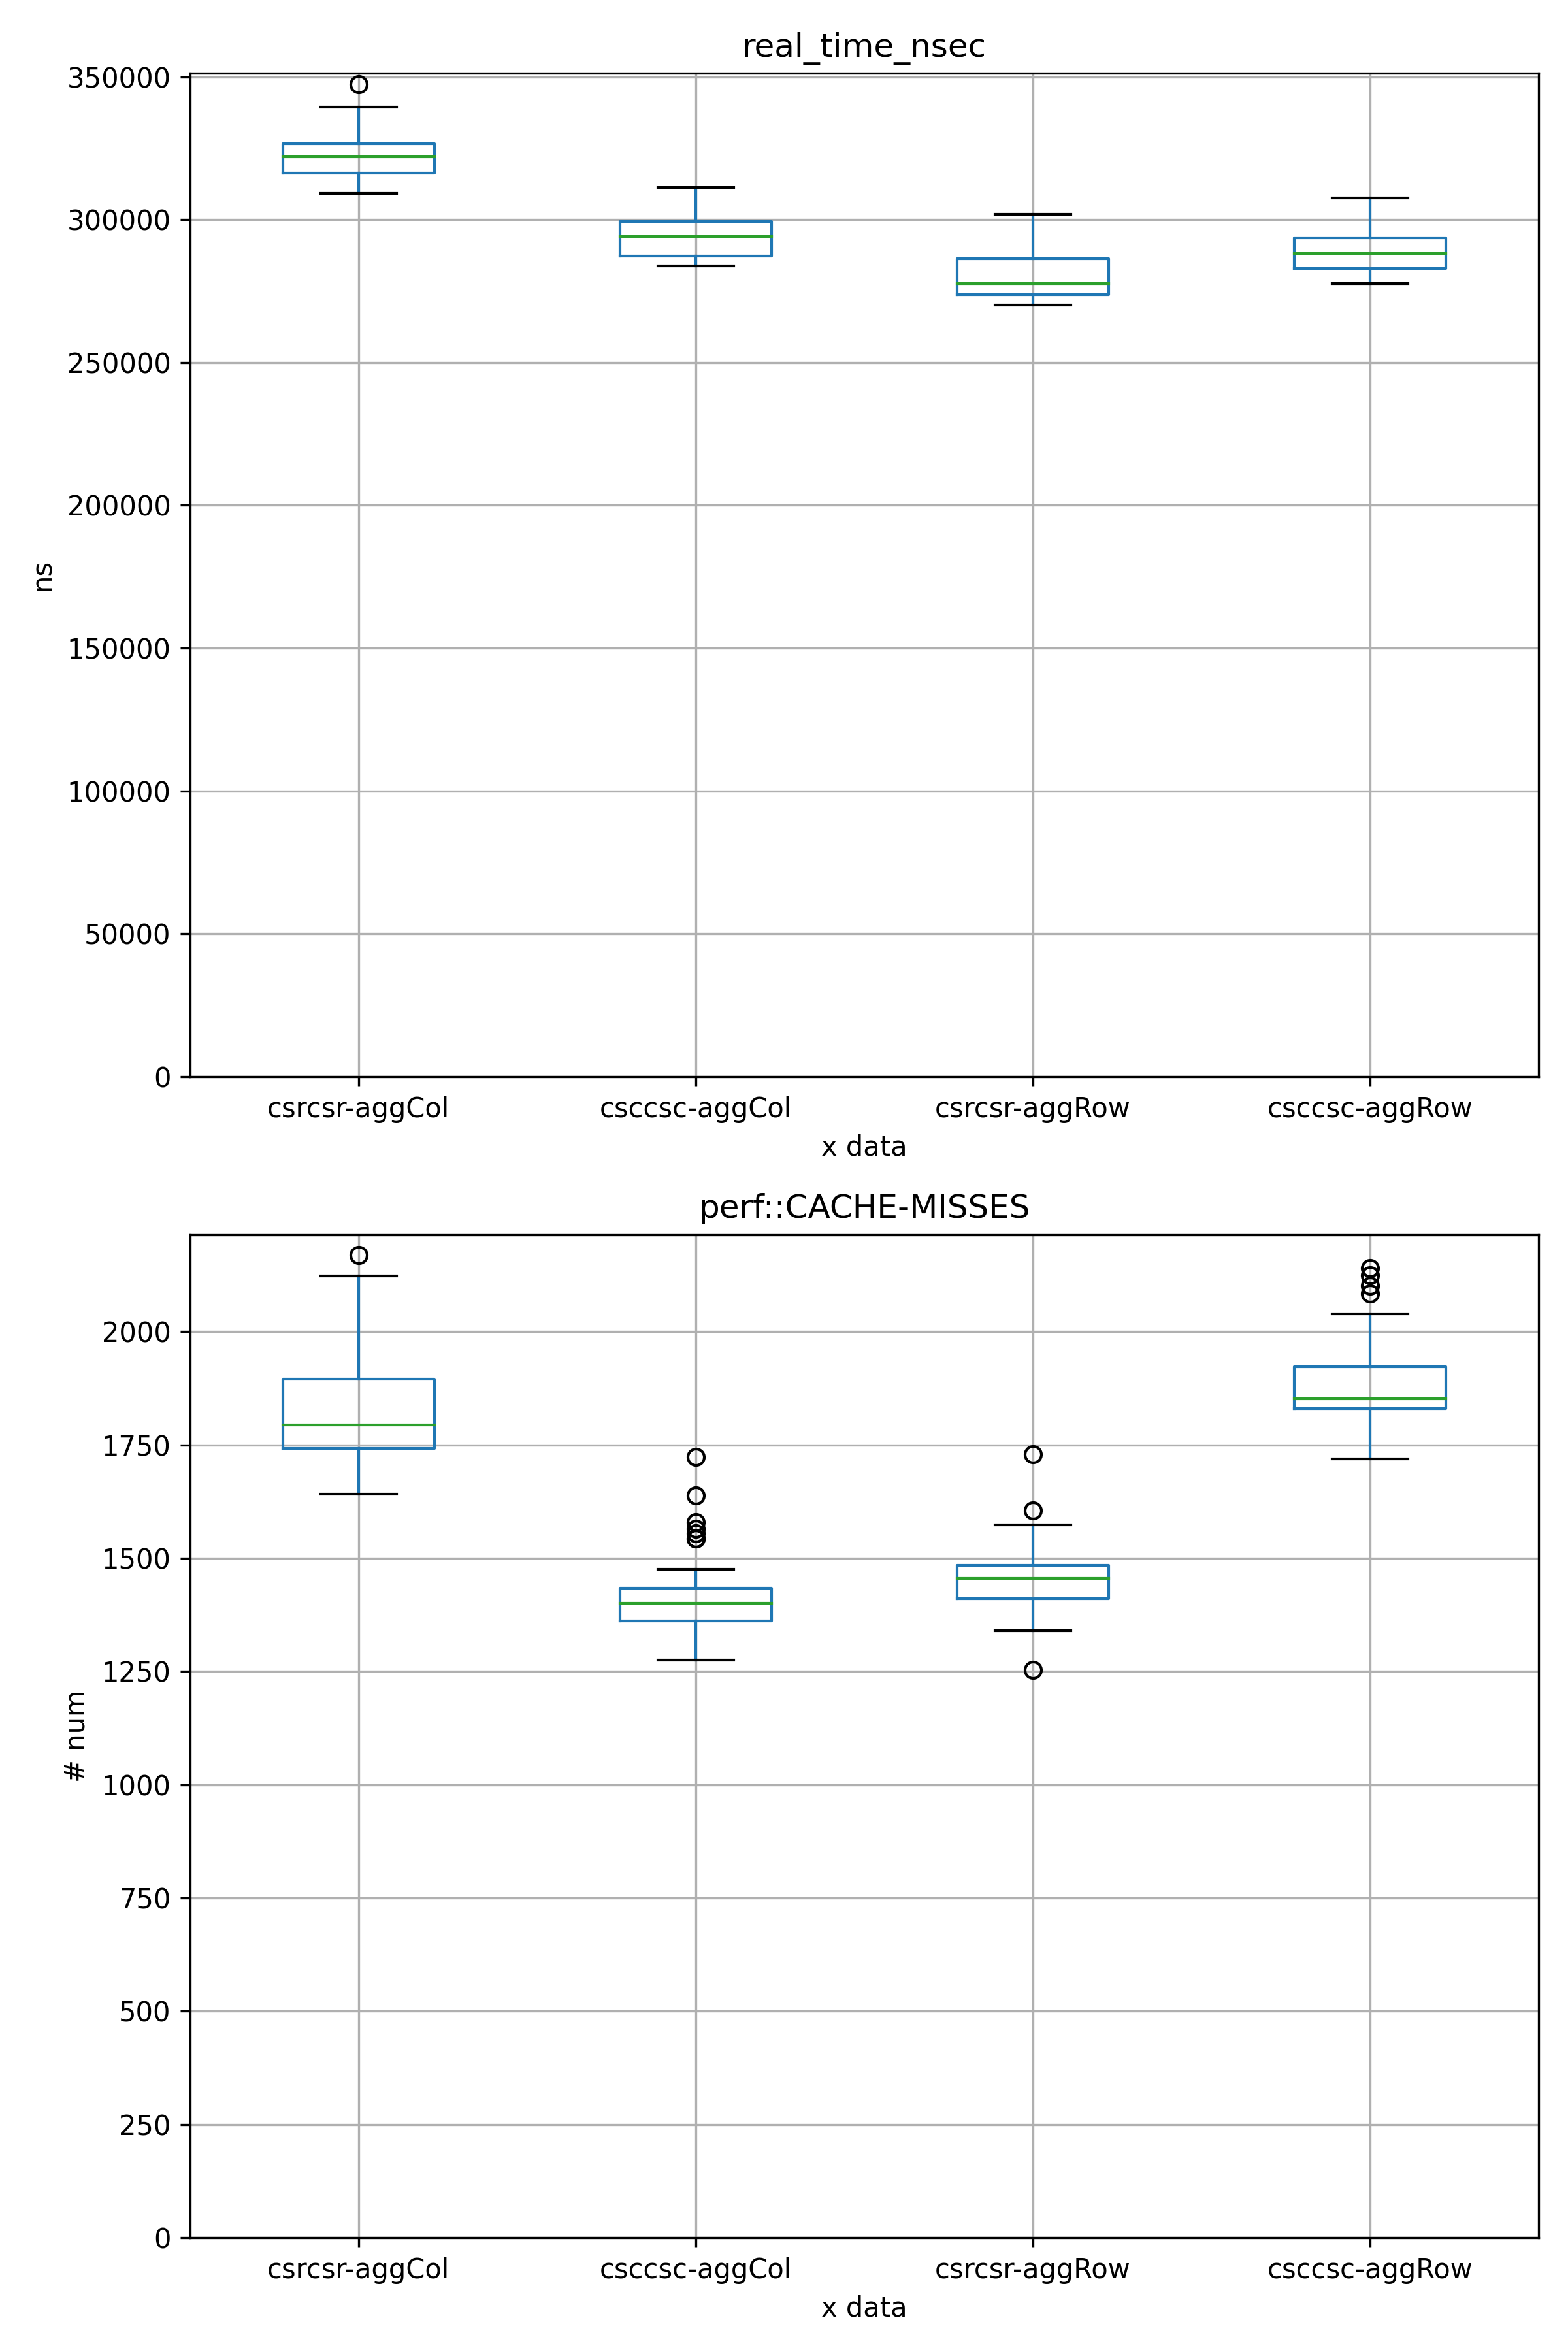 real_time_nsec
350000
300000
250000
200000
150000
100000
50000
0
ns
csrcsr-aggCol csccsc-aggCol csrcsr-aggRow csccsc-aggRow
x data
perf::CACHE-MISSES
2000
1750
1500
1250
1000
750
500
250
0
# num
csrcsr-aggCol csccsc-aggCol csrcsr-aggRow csccsc-aggRow
x data